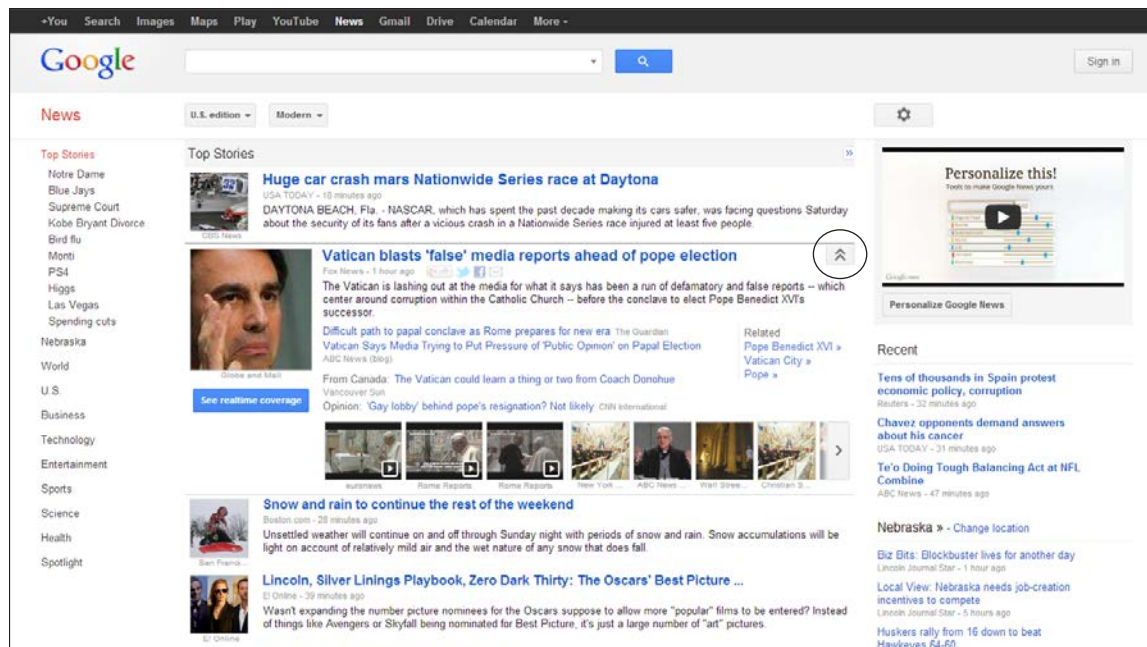 +You Search Images Maps Play YouTube News Gmail Drive Calendar More
Google
Sign in
News
U.S. edition
Modern
Top Stories
Notre Dame
Blue Jays
Supreme Court
Kobe Bryant Divorce
Bird flu
Monti
PS4
Higgs
Las Vegas
Spending cuts
Nebraska
World
U.S.
Business
Technology
Entertainment
Sports
Science
Health
Spotlight
Top Stories »
Huge car crash mars Nationwide Series race at Daytona
USA TODAY - 18 minutes ago
DAYTONA BEACH, Fla. - NASCAR, which has spent the past decade making its cars safer, was facing questions Saturday
about the security of its fans after a vicious crash in a Nationwide Series race injured at least five people.
CBS News
Vatican blasts 'false' media reports ahead of pope election
Fox News - 1 hour ago
The Vatican is lashing out at the media for what it says has been a run of defamatory and false reports -- which
center around corruption within the Catholic Church -- before the conclave to elect Pope Benedict XVI's
successor.
Difficult path to papal conclave as Rome prepares for new era The Guardian
Vatican Says Media Trying to Put Pressure of 'Public Opinion' on Papal Election
ABC News (blog)
From Canada: The Vatican could learn a thing or two from Coach Donohue
Vancouver Sun
Opinion: 'Gay lobby' behind pope's resignation? Not likely CNN International
Related
Pope Benedict XVI »
Vatican City »
Pope »
Globe and Mail
See realtime coverage
euronews
Rome Reports
Rome Reports
New York ...
ABC News ...
Wall Stree...
Christian S...
Snow and rain to continue the rest of the weekend
Boston.com - 28 minutes ago
Unsettled weather will continue on and off through Sunday night with periods of snow and rain. Snow accumulations will be
light on account of relatively mild air and the wet nature of any snow that does fall.
San Franci...
Lincoln, Silver Linings Playbook, Zero Dark Thirty: The Oscars' Best Picture ...
E! Online - 39 minutes ago
Wasn't expanding the number picture nominees for the Oscars suppose to allow more "popular" films to be entered? Instead
of things like Avengers or Skyfall being nominated for Best Picture, it's just a large number of "art" pictures.
E! Online
Personalize this!
Tools to make Google News yours
Google news
Personalize Google News
Recent
Tens of thousands in Spain protest
economic policy, corruption
Reuters - 32 minutes ago
Chavez opponents demand answers
about his cancer
USA TODAY - 31 minutes ago
Te'o Doing Tough Balancing Act at NFL
Combine
ABC News - 47 minutes ago
Nebraska » - Change location
Biz Bits: Blockbuster lives for another day
Lincoln Journal Star - 1 hour ago
Local View: Nebraska needs job-creation
incentives to compete
Lincoln Journal Star - 5 hours ago
Huskers rally from 16 down to beat
Hawkeyes 64-60